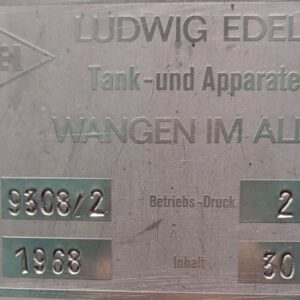 LUDWIG EDEL
Tank-und Apparate
WANGEN IM AL
9308/2 Betriebs-Druck 2
1968 Inhalt 30